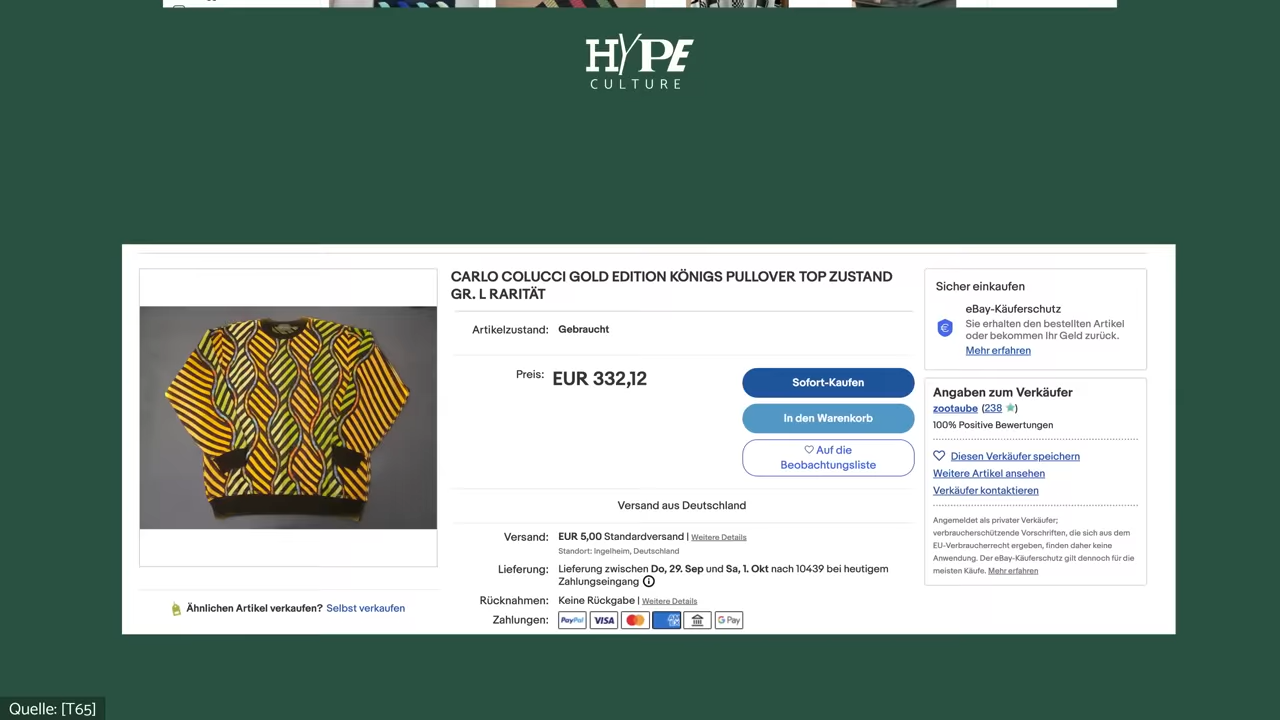 HYPE
CULTURE
CARLO COLUCCI GOLD EDITION KÖNIGS PULLOVER TOP ZUSTAND
GR. L RARITÄT
Artikelzustand: Gebraucht
Preis: EUR 332,12
Sofort-Kaufen
In den Warenkorb
Auf die
Beobachtungsliste
Versand aus Deutschland
Versand: EUR 5,00 Standardversand | Weitere Details
Standort: Ingelheim, Deutschland
Lieferung: Lieferung zwischen Do, 29. Sep und Sa, 1. Okt nach 10439 bei heutigem
Zahlungseingang
Rücknahmen: Keine Rückgabe | Weitere Details
Zahlungen: PayPal VISA G Pay
Ähnlichen Artikel verkaufen? Selbst verkaufen
Sicher einkaufen
eBay-Käuferschutz
Sie erhalten den bestellten Artikel
oder bekommen Ihr Geld zurück.
Mehr erfahren
Angaben zum Verkäufer
zootaube (238)
100% Positive Bewertungen
Diesen Verkäufer speichern
Weitere Artikel ansehen
Verkäufer kontaktieren
Angemeldet als privater Verkäufer;
verbraucherschützende Vorschriften, die sich aus dem
EU-Verbraucherrecht ergeben, finden daher keine
Anwendung. Der eBay-Käuferschutz gilt dennoch für die
meisten Käufe. Mehr erfahren
Quelle: [T65]